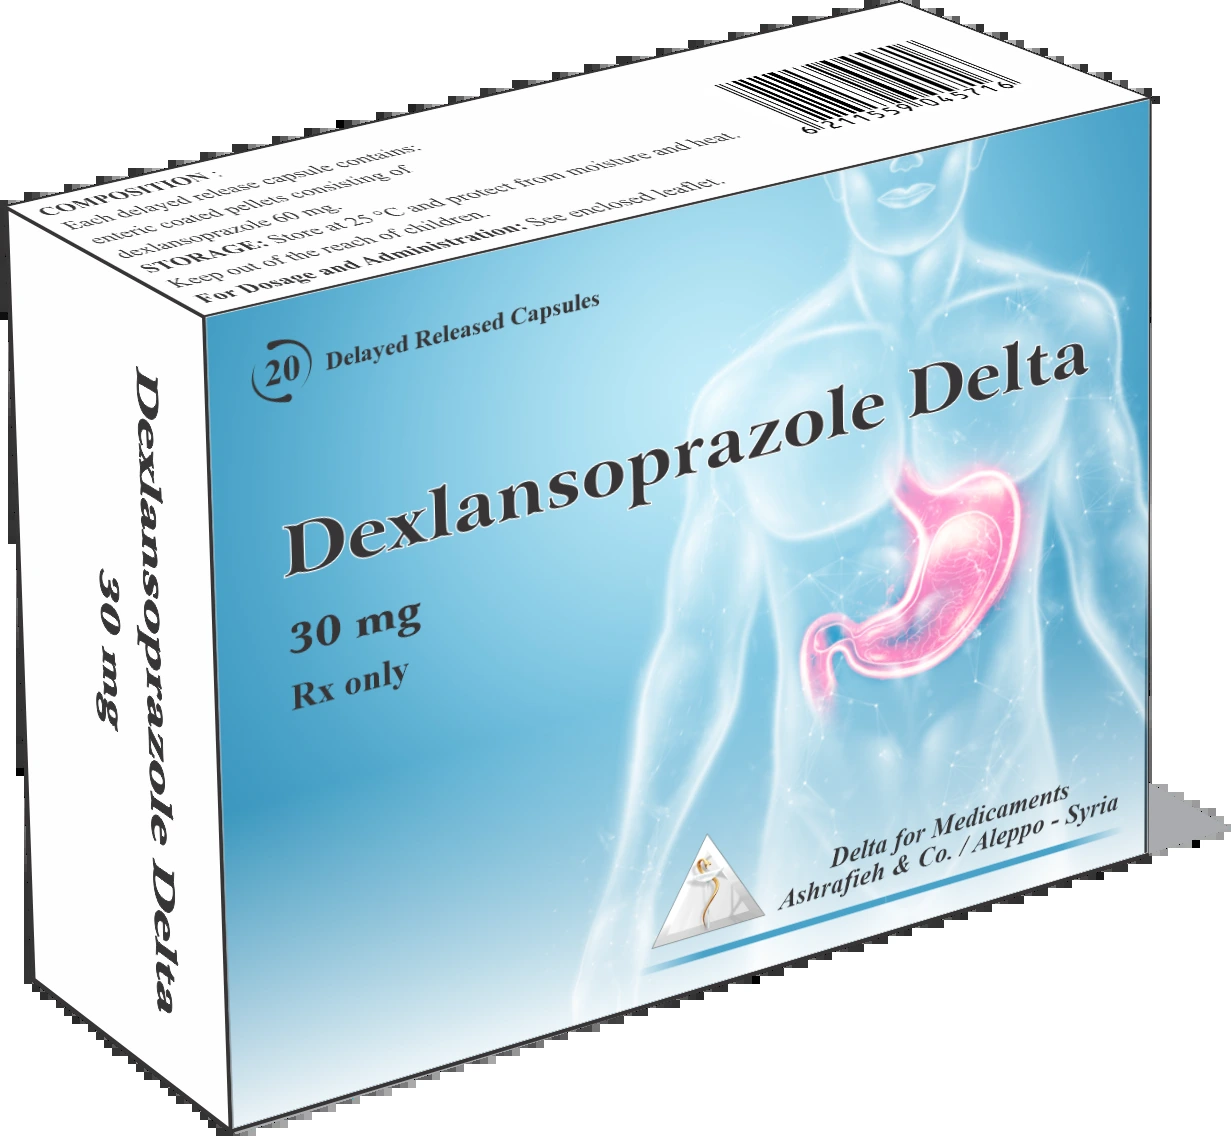 COMPOSITION :
Each delayed release capsule contains:
enteric coated pellets consisting of
dexlansoprazole 60 mg.
STORAGE: Store at 25 °C and protect from moisture and heat.
Keep out of the reach of children.
For Dosage and Administration: See enclosed leaflet.
6 211559 045716
20 Delayed Released Capsules
Dexlansoprazole Delta
30 mg
Rx only
Delta for Medicaments
Ashrafieh & Co. / Aleppo - Syria
Dexlansoprazole Delta
30 mg